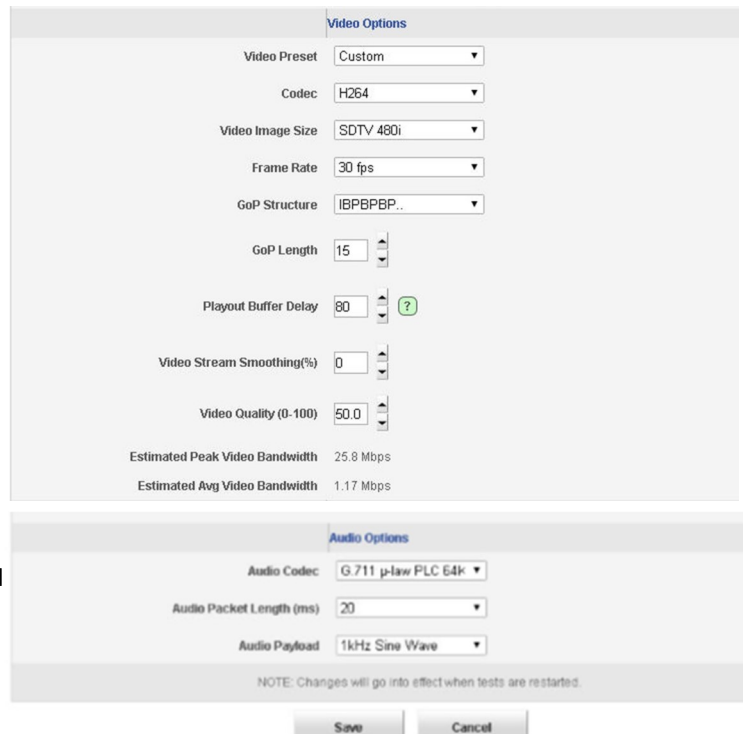 Video Options
Video Preset Custom
Codec H264
Video Image Size SDTV 480i
Frame Rate 30 fps
GoP Structure IBPBPBP..
GoP Length 15
Playout Buffer Delay 80 ?
Video Stream Smoothing(%) 0
Video Quality (0-100) 50.0
Estimated Peak Video Bandwidth 25.8 Mbps
Estimated Avg Video Bandwidth 1.17 Mbps
Audio Options
Audio Codec G.711 µ-law PLC 64K
Audio Packet Length (ms) 20
Audio Payload 1kHz Sine Wave
NOTE: Changes will go into effect when tests are restarted.
Save Cancel